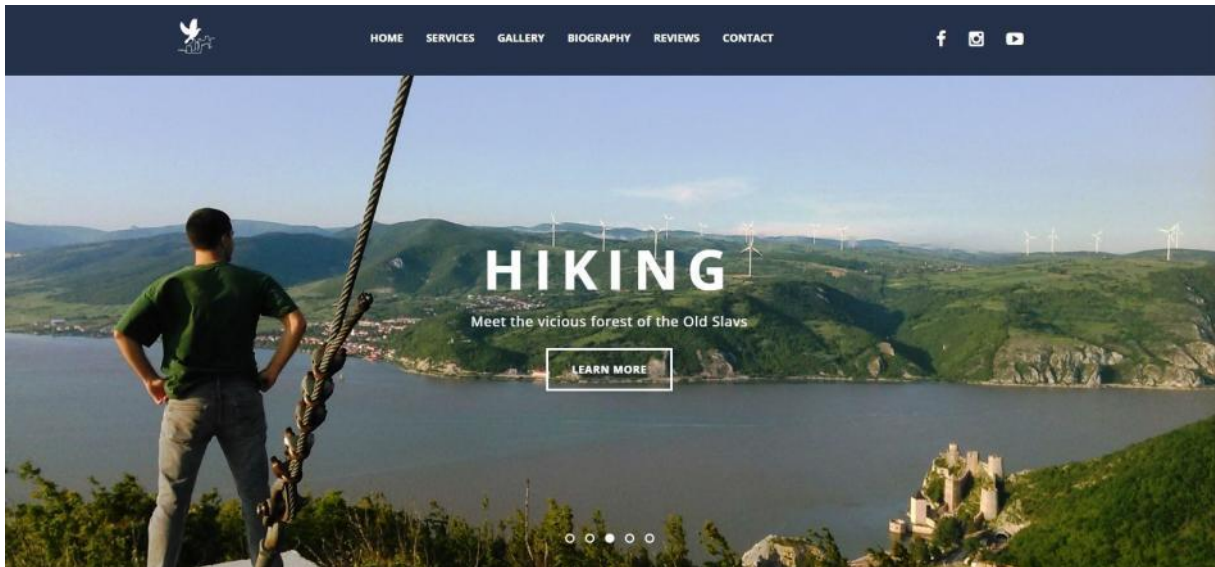 HOME SERVICES GALLERY BIOGRAPHY REVIEWS CONTACT
HIKING
Meet the vicious forest of the Old Slavs
LEARN MORE